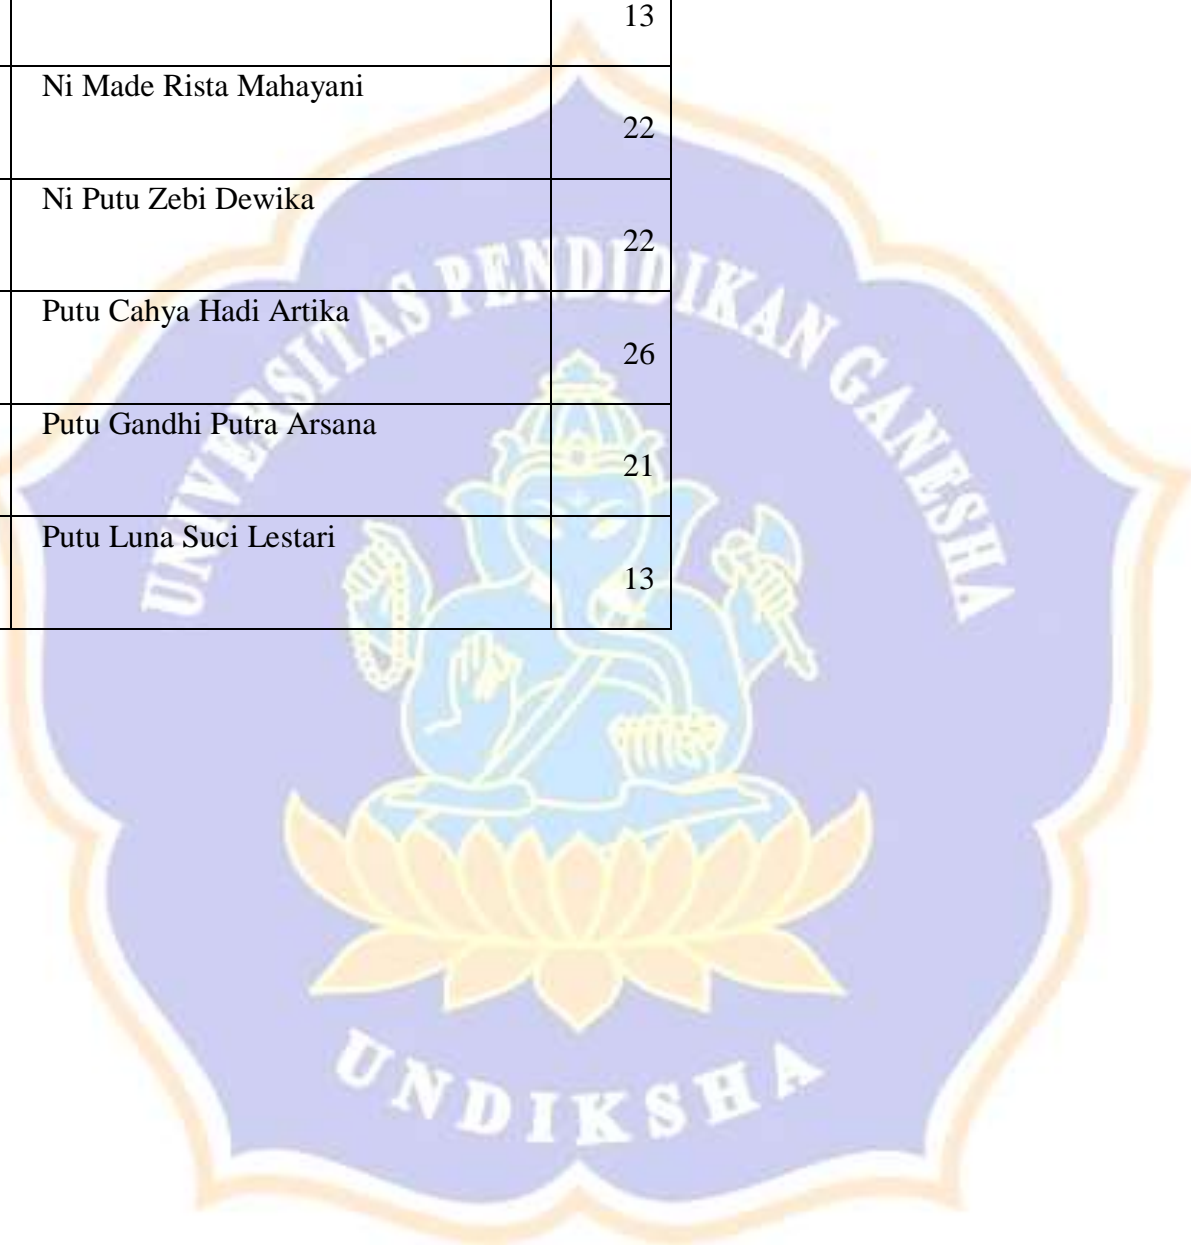 13
Ni Made Rista Mahayani
22
Ni Putu Zebi Dewika
22
Putu Cahya Hadi Artika
26
Putu Gandhi Putra Arsana
21
Putu Luna Suci Lestari
13
UNIVERSITAS PENDIDIKAN GANESHA
UNDIKSHA